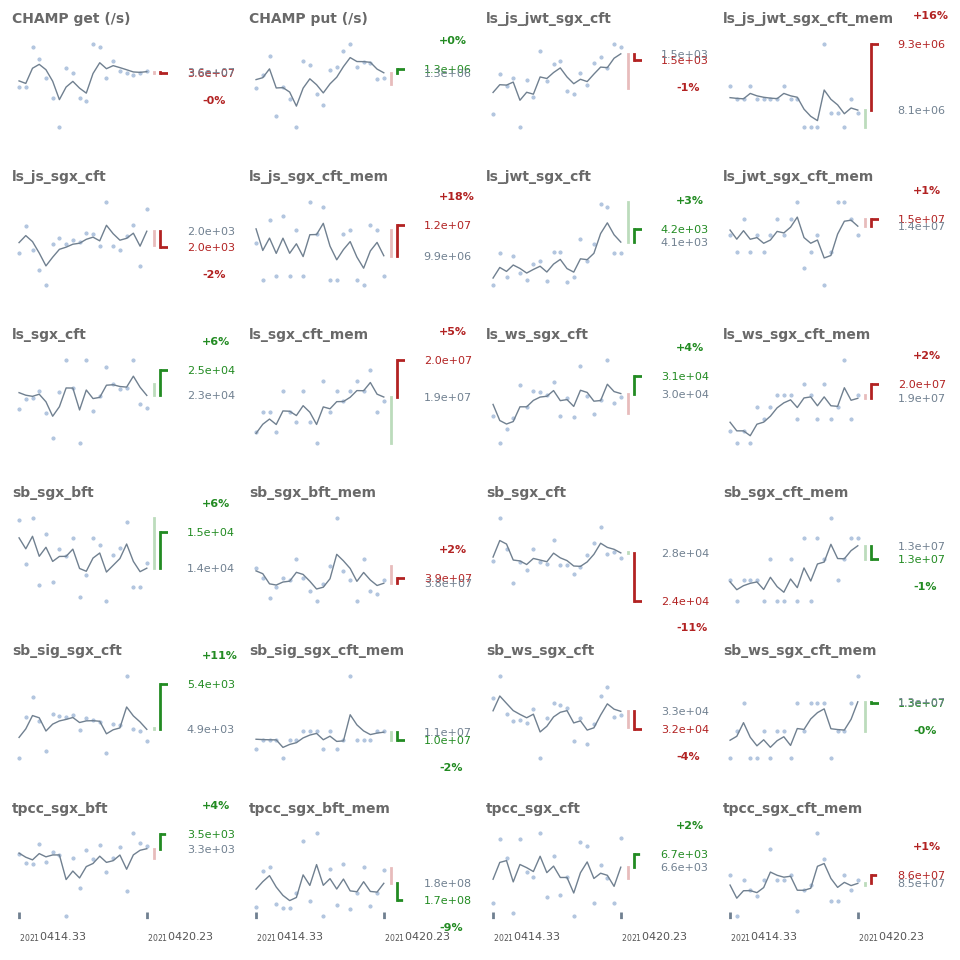 CHAMP get (/s)
3.6e+07
-0%
CHAMP put (/s)
+0%
1.3e+06
1.3e+06
ls_js_jwt_sgx_cft
1.5e+03
1.5e+03
-1%
ls_js_jwt_sgx_cft_mem
+16%
9.3e+06
8.1e+06
ls_js_sgx_cft
2.0e+03
2.0e+03
-2%
ls_js_sgx_cft_mem
+18%
1.2e+07
9.9e+06
ls_jwt_sgx_cft
+3%
4.2e+03
4.1e+03
ls_jwt_sgx_cft_mem
+1%
1.5e+07
1.4e+07
ls_sgx_cft
+6%
2.5e+04
2.3e+04
ls_sgx_cft_mem
+5%
2.0e+07
1.9e+07
ls_ws_sgx_cft
+4%
3.1e+04
3.0e+04
ls_ws_sgx_cft_mem
+2%
2.0e+07
1.9e+07
sb_sgx_bft
+6%
1.5e+04
1.4e+04
sb_sgx_bft_mem
+2%
3.9e+07
3.8e+07
sb_sgx_cft
2.8e+04
2.4e+04
-11%
sb_sgx_cft_mem
1.3e+07
1.3e+07
-1%
sb_sig_sgx_cft
+11%
5.4e+03
4.9e+03
sb_sig_sgx_cft_mem
1.1e+07
1.0e+07
-2%
sb_ws_sgx_cft
3.3e+04
3.2e+04
-4%
sb_ws_sgx_cft_mem
1.3e+07
-0%
tpcc_sgx_bft
+4%
3.5e+03
3.3e+03
2021 0414.33
2021 0420.23
tpcc_sgx_bft_mem
1.8e+08
1.7e+08
-9%
2021 0414.33
2021 0420.23
tpcc_sgx_cft
+2%
6.7e+03
6.6e+03
2021 0414.33
2021 0420.23
tpcc_sgx_cft_mem
+1%
8.6e+07
8.5e+07
2021 0414.33
2021 0420.23